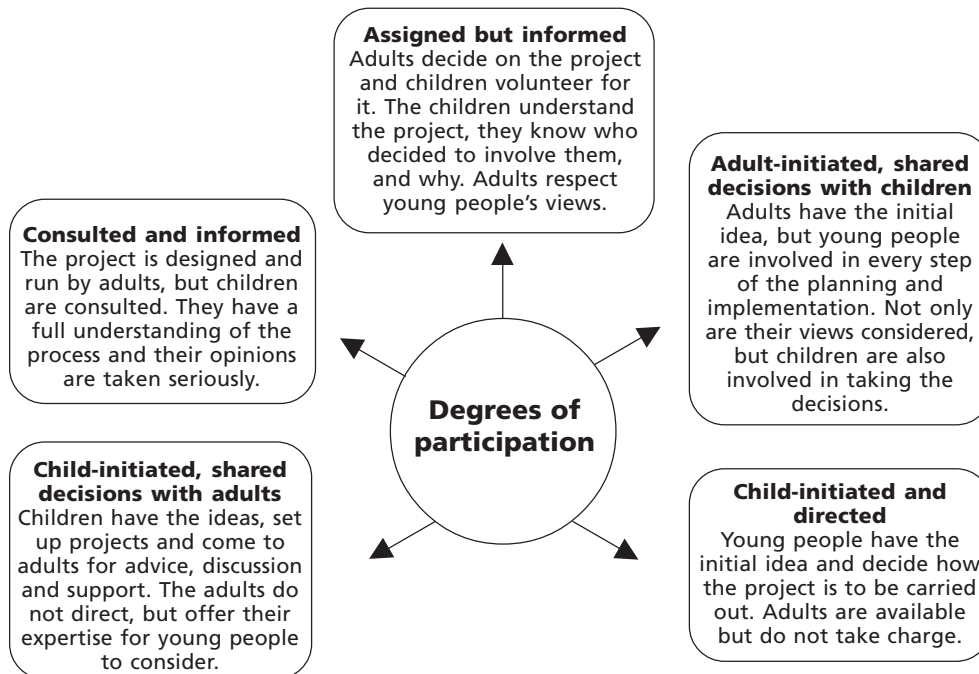 Assigned but informed
Adults decide on the project
and children volunteer for
it. The children understand
the project, they know who
decided to involve them,
and why. Adults respect
young people's views.
Adult-initiated, shared
decisions with children
Adults have the initial
idea, but young people
are involved in every step
of the planning and
implementation. Not only
are their views considered,
but children are also
involved in taking the
decisions.
Consulted and informed
The project is designed and
run by adults, but children
are consulted. They have a
full understanding of the
process and their opinions
are taken seriously.
Degrees of
participation
Child-initiated, shared
decisions with adults
Children have the ideas, set
up projects and come to
adults for advice, discussion
and support. The adults do
not direct, but offer their
expertise for young people
to consider.
Child-initiated and
directed
Young people have the
initial idea and decide how
the project is to be carried
out. Adults are available
but do not take charge.